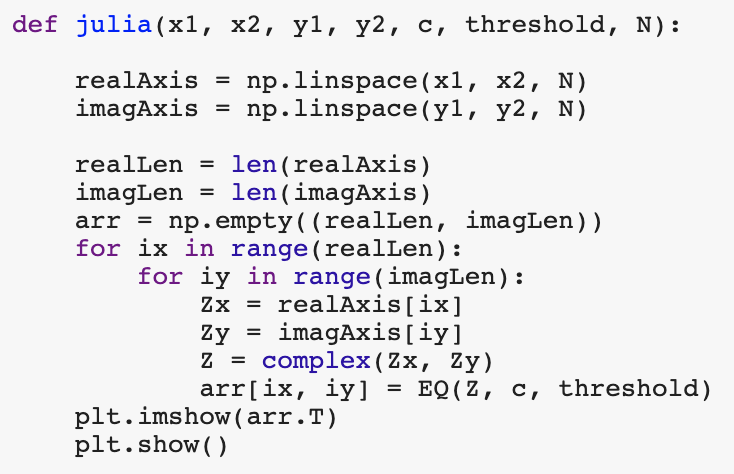 def julia(x1, x2, y1, y2, c, threshold, N):
    realAxis = np.linspace(x1, x2, N)
    imagAxis = np.linspace(y1, y2, N)
    realLen = len(realAxis)
    imagLen = len(imagAxis)
    arr = np.empty((realLen, imagLen))
    for ix in range(realLen):
        for iy in range(imagLen):
            Zx = realAxis[ix]
            Zy = imagAxis[iy]
            Z = complex(Zx, Zy)
            arr[ix, iy] = EQ(Z, c, threshold)
    plt.imshow(arr.T)
    plt.show()